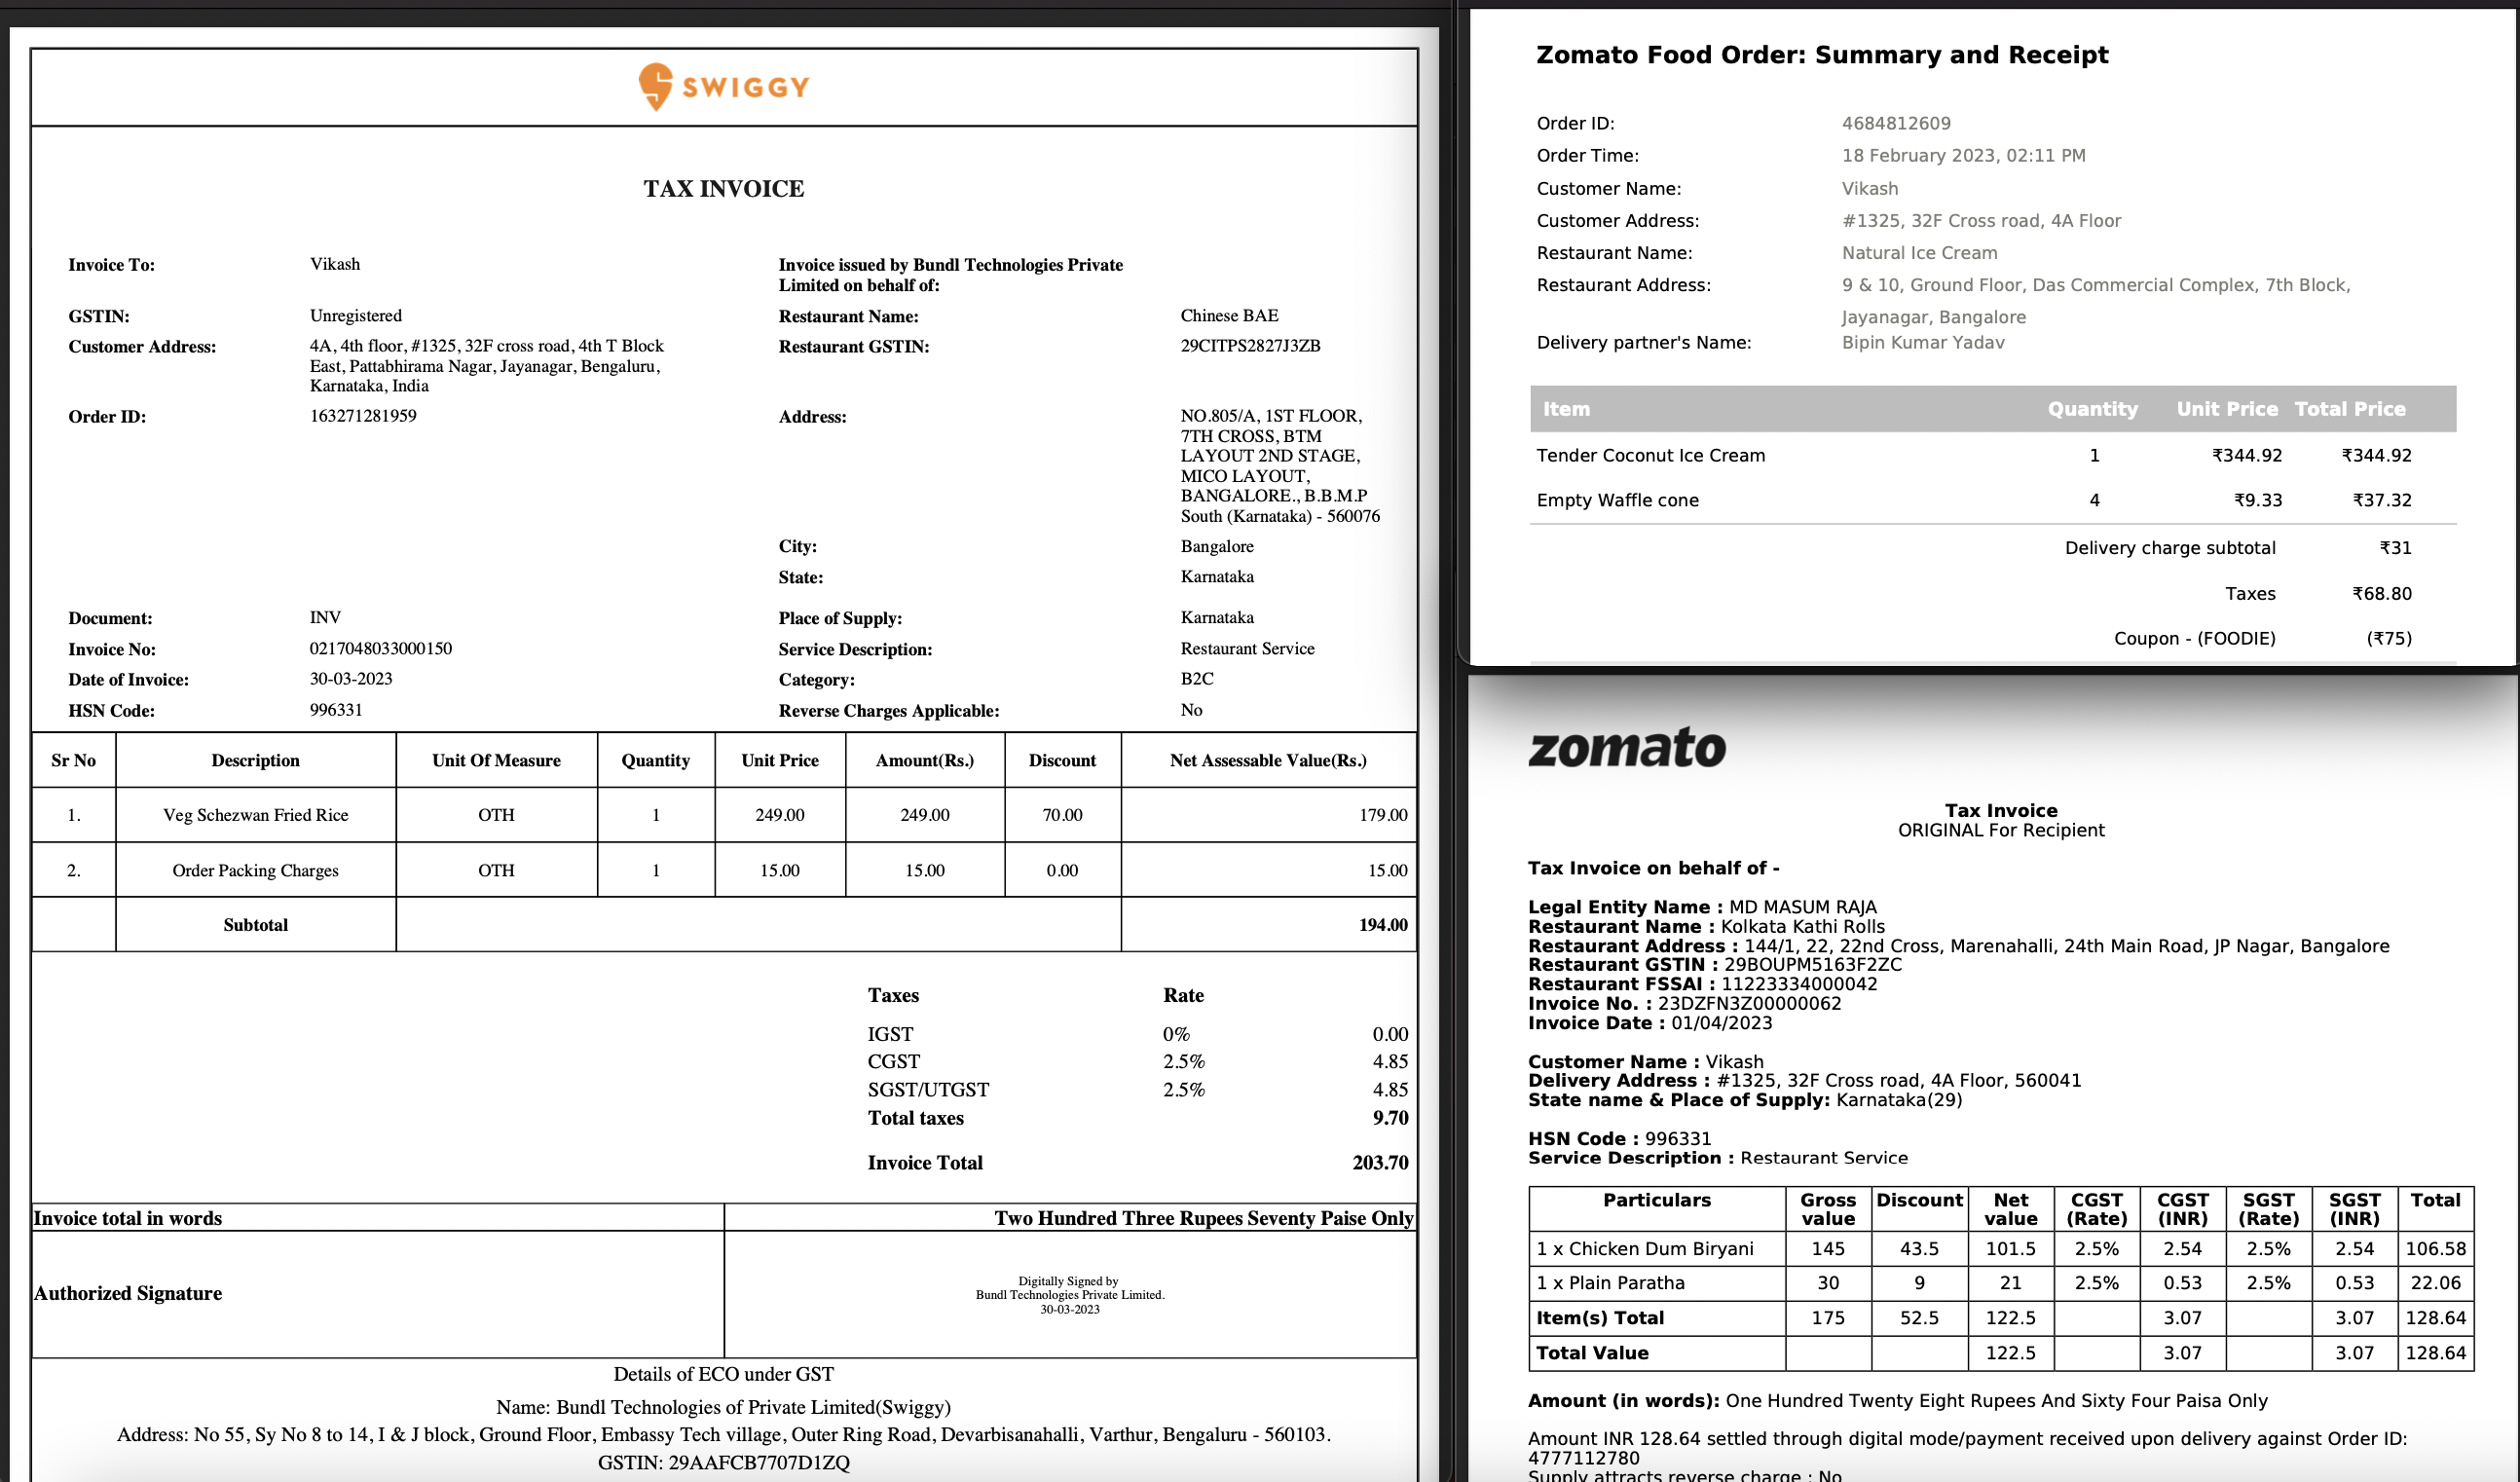 SWIGGY
TAX INVOICE
Invoice To: Vikash
GSTIN: Unregistered
Customer Address: 4A, 4th floor, #1325, 32F cross road, 4th T Block
East, Pattabhirama Nagar, Jayanagar, Bengaluru,
Karnataka, India
Order ID: 163271281959
Document: INV
Invoice No: 0217048033000150
Date of Invoice: 30-03-2023
HSN Code: 996331
Invoice issued by Bundl Technologies Private
Limited on behalf of:
Restaurant Name: Chinese BAE
Restaurant GSTIN: 29CITPS2827J3ZB
Address: NO.805/A, 1ST FLOOR,
7TH CROSS, BTM
LAYOUT 2ND STAGE,
MICO LAYOUT,
BANGALORE., B.B.M.P
South (Karnataka) - 560076
City: Bangalore
State: Karnataka
Place of Supply: Karnataka
Service Description: Restaurant Service
Category: B2C
Reverse Charges Applicable: No
Sr No Description Unit Of Measure Quantity Unit Price Amount(Rs.) Discount Net Assessable Value(Rs.)
1. Veg Schezwan Fried Rice OTH 1 249.00 249.00 70.00 179.00
2. Order Packing Charges OTH 1 15.00 15.00 0.00 15.00
Subtotal 194.00
Taxes Rate
IGST 0% 0.00
CGST 2.5% 4.85
SGST/UTGST 2.5% 4.85
Total taxes 9.70
Invoice Total 203.70
Invoice total in words Two Hundred Three Rupees Seventy Paise Only
Authorized Signature
Digitally Signed by
Bundl Technologies Private Limited.
30-03-2023
Details of ECO under GST
Name: Bundl Technologies of Private Limited(Swiggy)
Address: No 55, Sy No 8 to 14, I & J block, Ground Floor, Embassy Tech village, Outer Ring Road, Devarbisanahalli, Varthur, Bengaluru - 560103.
GSTIN: 29AAFCB7707D1ZQ
Zomato Food Order: Summary and Receipt
Order ID: 4684812609
Order Time: 18 February 2023, 02:11 PM
Customer Name: Vikash
Customer Address: #1325, 32F Cross road, 4A Floor
Restaurant Name: Natural Ice Cream
Restaurant Address: 9 & 10, Ground Floor, Das Commercial Complex, 7th Block,
Jayanagar, Bangalore
Delivery partner's Name: Bipin Kumar Yadav
Item Quantity Unit Price Total Price
Tender Coconut Ice Cream 1 ₹344.92 ₹344.92
Empty Waffle cone 4 ₹9.33 ₹37.32
Delivery charge subtotal ₹31
Taxes ₹68.80
Coupon - (FOODIE) (₹75)
zomato
Tax Invoice
ORIGINAL For Recipient
Tax Invoice on behalf of -
Legal Entity Name : MD MASUM RAJA
Restaurant Name : Kolkata Kathi Rolls
Restaurant Address : 144/1, 22, 22nd Cross, Marenahalli, 24th Main Road, JP Nagar, Bangalore
Restaurant GSTIN : 29BOUPM5163F2ZC
Restaurant FSSAI : 11223334000042
Invoice No. : 23DZFN3Z00000062
Invoice Date : 01/04/2023
Customer Name : Vikash
Delivery Address : #1325, 32F Cross road, 4A Floor, 560041
State name & Place of Supply: Karnataka(29)
HSN Code : 996331
Service Description : Restaurant Service
Particulars Gross value Discount Net value CGST (Rate) CGST (INR) SGST (Rate) SGST (INR) Total
1 x Chicken Dum Biryani 145 43.5 101.5 2.5% 2.54 2.5% 2.54 106.58
1 x Plain Paratha 30 9 21 2.5% 0.53 2.5% 0.53 22.06
Item(s) Total 175 52.5 122.5 3.07 3.07 128.64
Total Value 122.5 3.07 3.07 128.64
Amount (in words): One Hundred Twenty Eight Rupees And Sixty Four Paisa Only
Amount INR 128.64 settled through digital mode/payment received upon delivery against Order ID:
4777112780
Supply attracts reverse charge : No